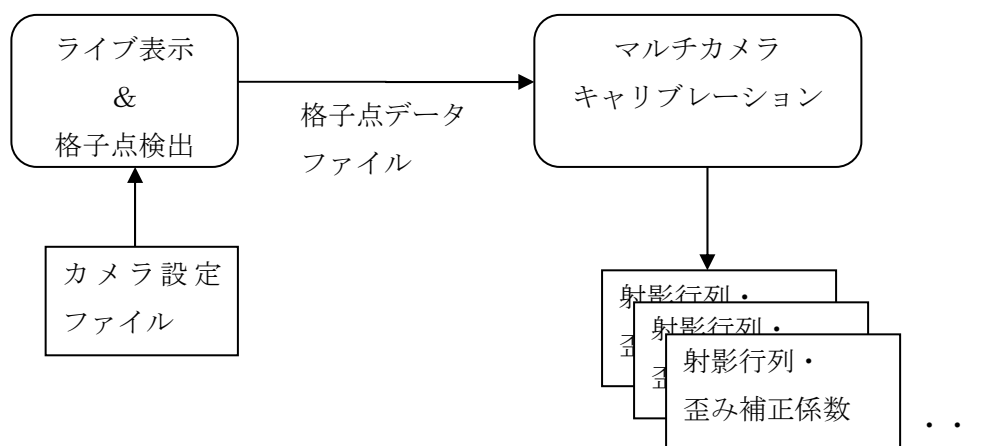 ライブ表示
&
格子点検出
格子点データ
ファイル
マルチカメラ
キャリブレーション
カメラ設定
ファイル
射影行列・
歪
射影行列・
歪
射影行列・
歪み補正係数
・・